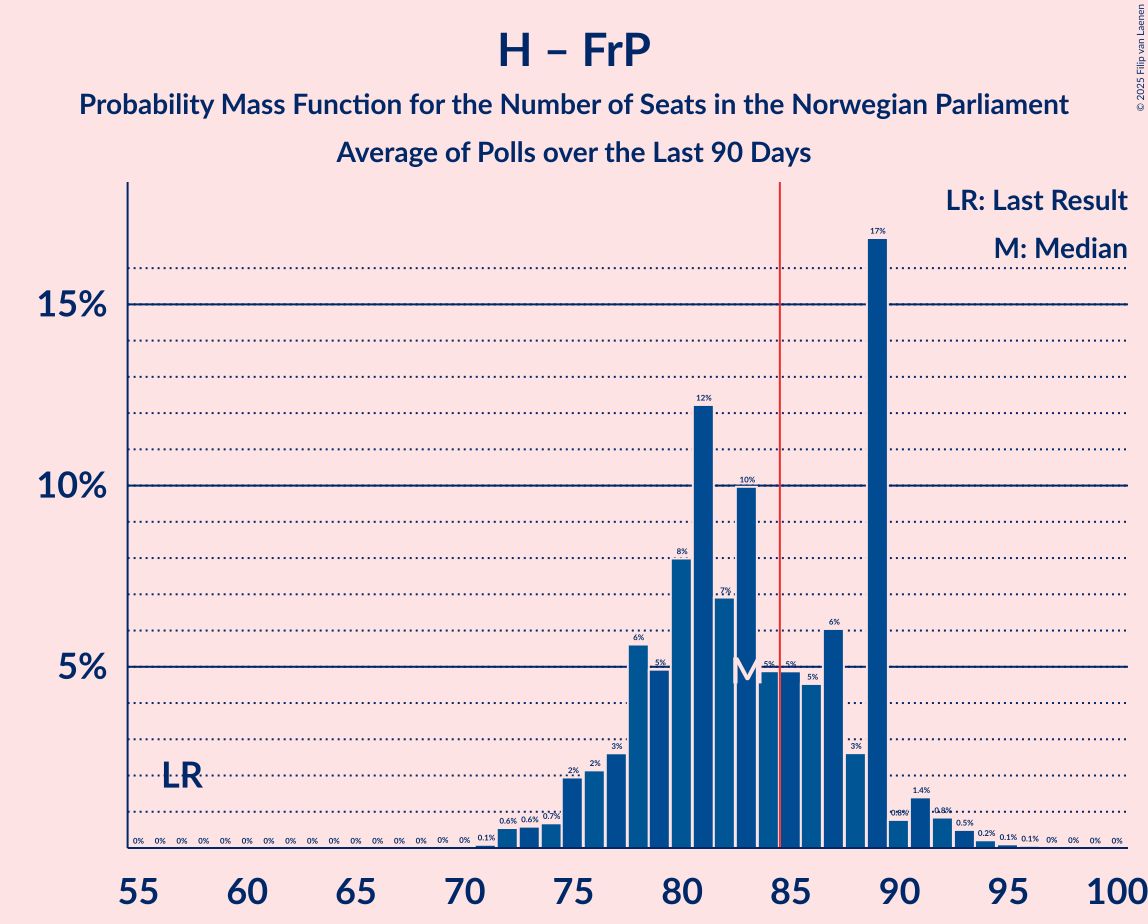 H – FrP
Probability Mass Function for the Number of Seats in the Norwegian Parliament
Average of Polls over the Last 90 Days
© 2025 Filip van Laenen
LR: Last Result
M: Median
15%
10%
5%
LR
M
0% 0% 0% 0% 0% 0% 0% 0% 0% 0% 0% 0% 0% 0% 0% 0% 0.1% 0.6% 0.6% 0.7% 2% 2% 3% 6% 5% 8% 12% 7% 10% 5% 5% 5% 6% 3% 17% 0.8% 1.4% 0.8% 0.5% 0.2% 0.1% 0.1% 0% 0% 0% 0%
55 60 65 70 75 80 85 90 95 100